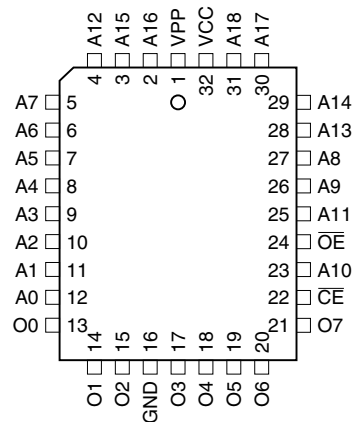 A12 A15 A16 VPP VCC A18 A17
4 3 2 1 32 31 30
A7 5 29 A14
A6 6 28 A13
A5 7 27 A8
A4 8 26 A9
A3 9 25 A11
A2 10 24 O̅E̅
A1 11 23 A10
A0 12 22 C̅E̅
O0 13 21 O7
14 15 16 17 18 19 20
O1 O2 GND O3 O4 O5 O6